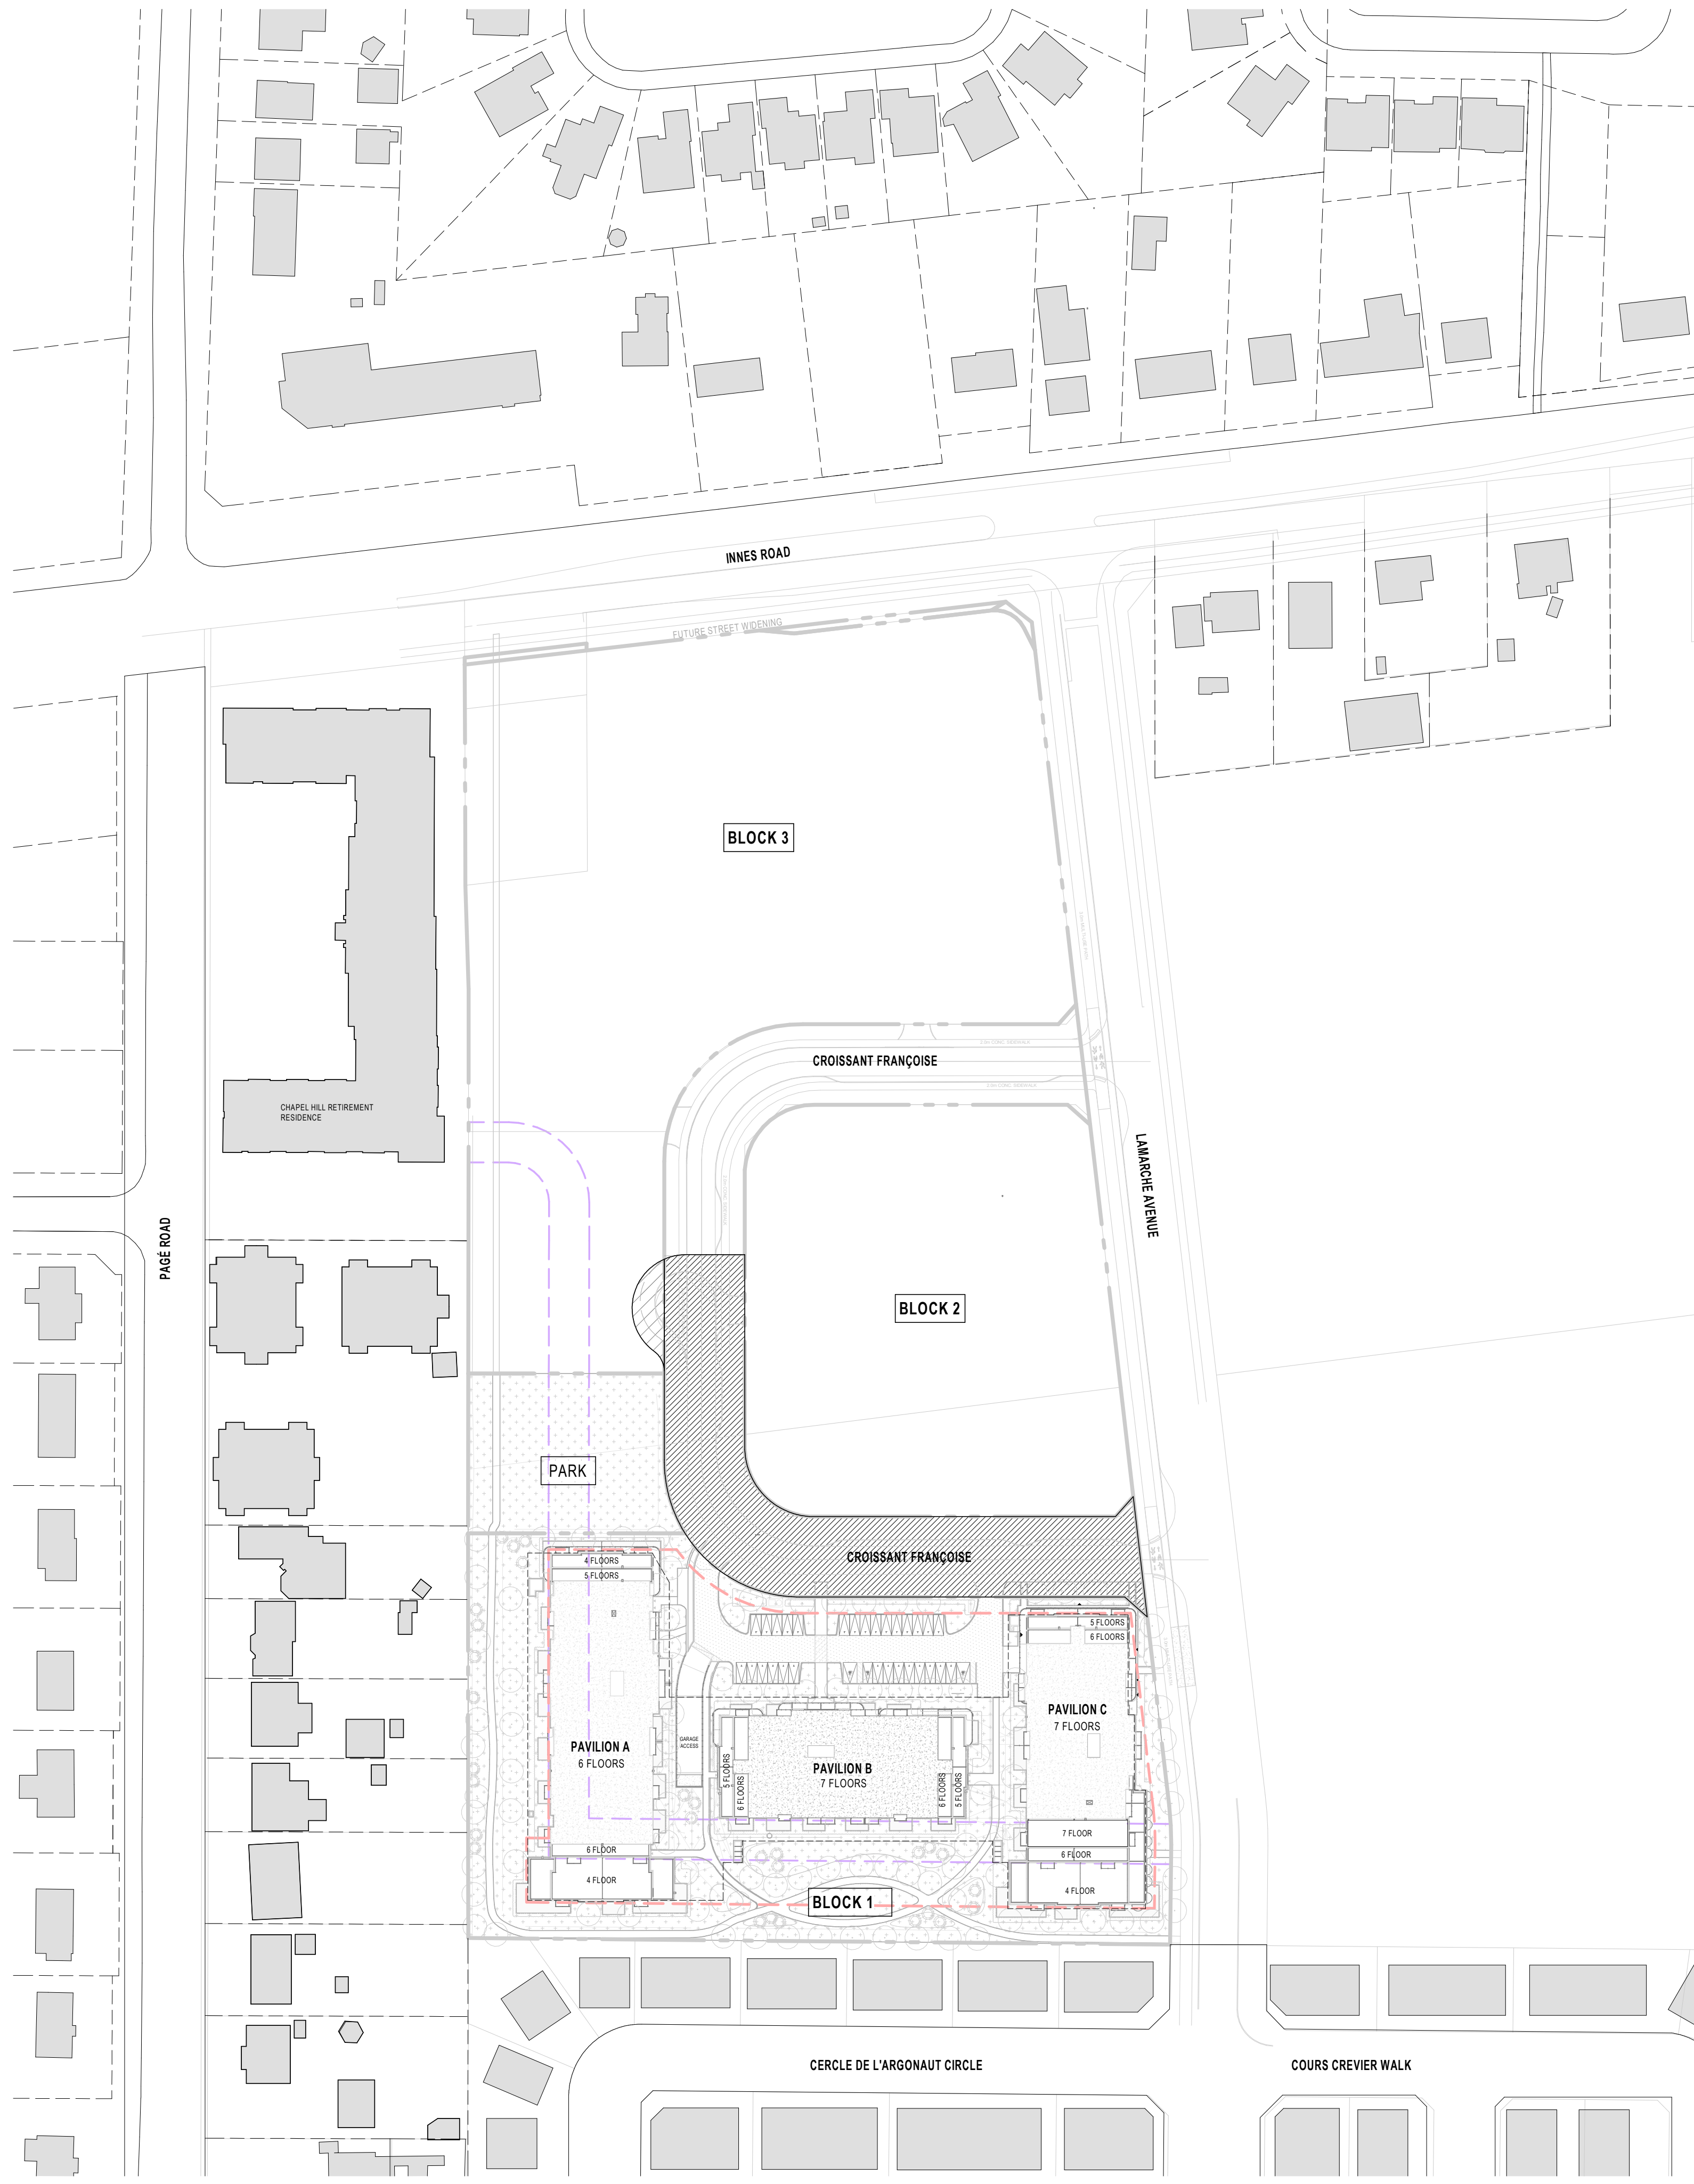 INNES ROAD
FUTURE STREET WIDENING
BLOCK 3
CROISSANT FRANÇOISE
CHAPEL HILL RETIREMENT
RESIDENCE
LAMARCHE AVENUE
PAGÉ ROAD
BLOCK 2
PARK
CROISSANT FRANÇOISE
4 FLOORS
5 FLOORS
5 FLOORS
6 FLOORS
PAVILION C
7 FLOORS
GARAGE
ACCESS
PAVILION A
6 FLOORS
PAVILION B
7 FLOORS
5 FLOORS
6 FLOORS
6 FLOORS
5 FLOORS
7 FLOOR
6 FLOOR
6 FLOOR
4 FLOOR
4 FLOOR
BLOCK 1
CERCLE DE L'ARGONAUT CIRCLE
COURS CREVIER WALK